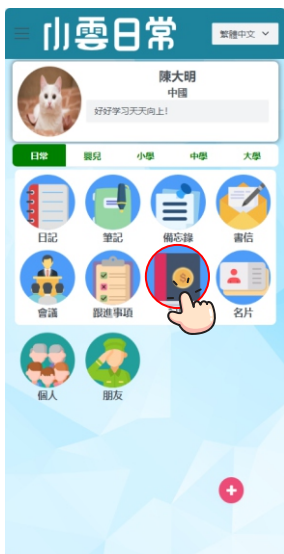 小雲日常
繁體中文
陳大明
中國
好好学习天天向上!
日常 嬰兒 小學 中學 大學
日記 筆記 備忘錄 書信
會議 跟進事項 名片
個人 朋友